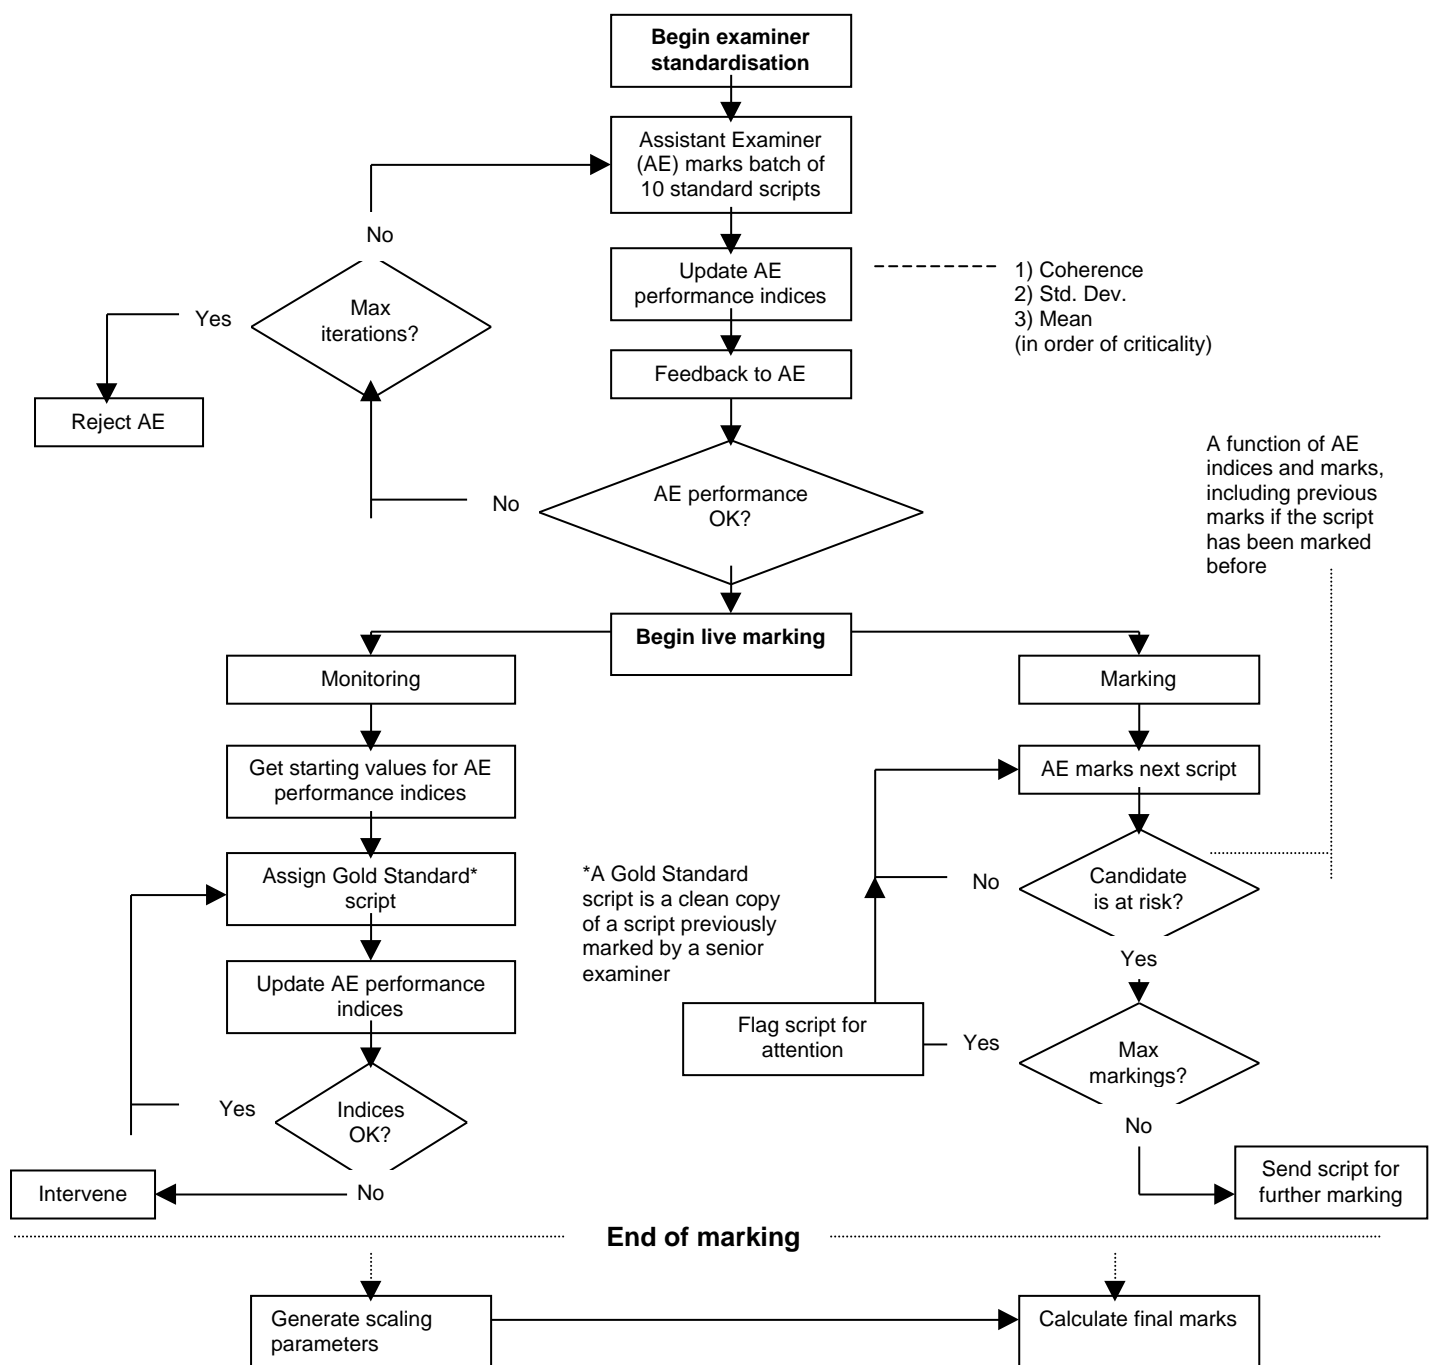 Begin examiner
standardisation
Assistant Examiner
(AE) marks batch of
10 standard scripts
No
Update AE
performance indices
1) Coherence
2) Std. Dev.
3) Mean
(in order of criticality)
Max
iterations?
Yes
Feedback to AE
Reject AE
A function of AE
indices and marks,
including previous
marks if the script
has been marked
before
AE performance
OK?
No
Begin live marking
Monitoring
Marking
Get starting values for AE
performance indices
AE marks next script
Assign Gold Standard*
script
*A Gold Standard
script is a clean copy
of a script previously
marked by a senior
examiner
No
Candidate
is at risk?
Yes
Update AE performance
indices
Flag script for
attention
Yes
Max
markings?
Yes
Indices
OK?
No
Send script for
further marking
Intervene
No
End of marking
Generate scaling
parameters
Calculate final marks